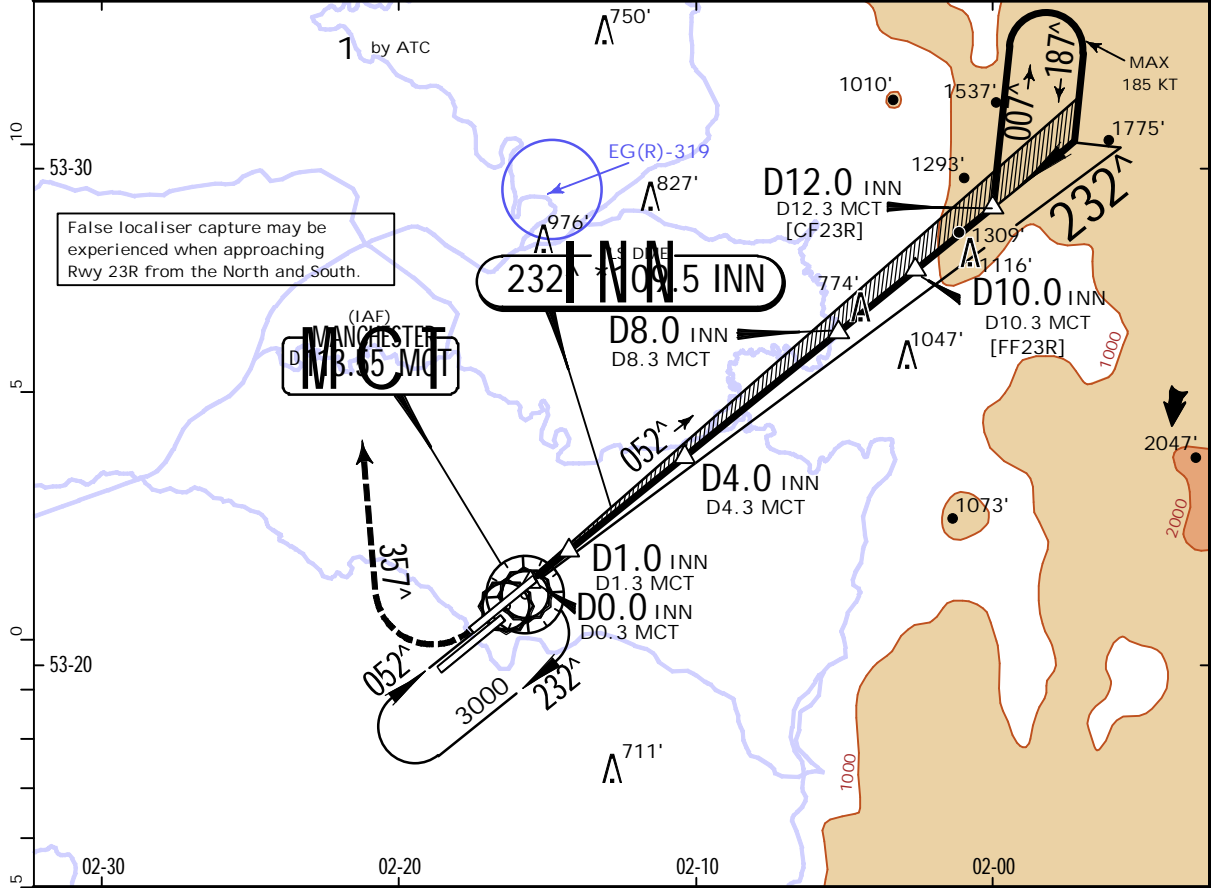 750'
1 by ATC
MAX
185 KT
187^
007^
1010'
1537'
1775'
10
53-30
EG(R)-319
1293'
827'
D12.0 INN
D12.3 MCT
[CF23R]
232^
976'
1309'
False localiser capture may be
experienced when approaching
Rwy 23R from the North and South.
1116'
774'
D10.0 INN
D10.3 MCT
[FF23R]
(IAF)
MANCHESTER
MCT
D8.0 INN
D8.3 MCT
1047'
1000
5
INN
052^
2047'
D4.0 INN
D4.3 MCT
1073'
2000
357^
D1.0 INN
D1.3 MCT
D0.0 INN
D0.3 MCT
0
53-20
052^
3000
232^
711'
1000
02-30
02-20
02-10
02-00
5